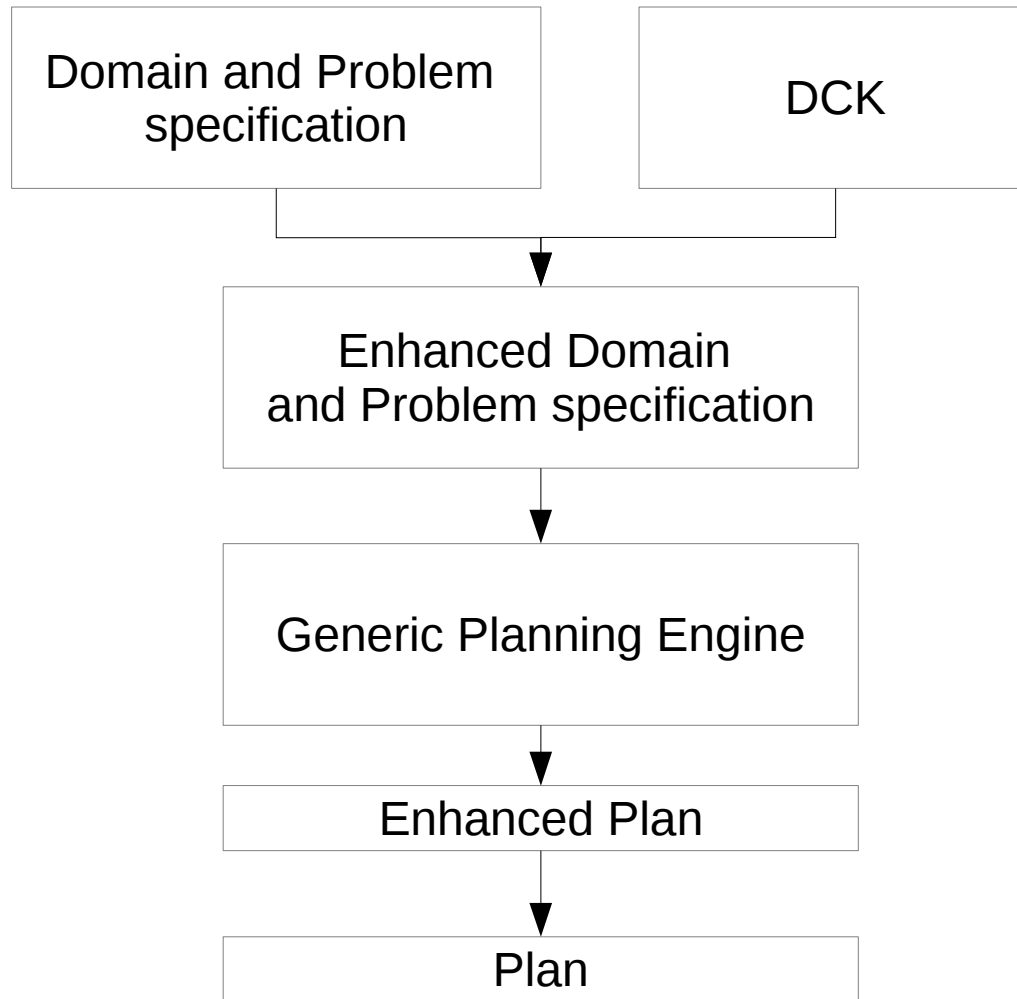 Domain and Problem
specification
DCK
Enhanced Domain
and Problem specification
Generic Planning Engine
Enhanced Plan
Plan